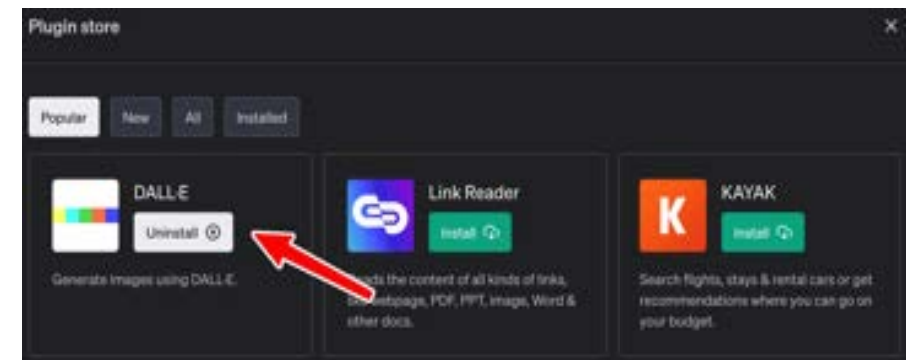 Plugin store
Popular New All Installed
DALL·E
Uninstall
Generate images using DALL·E.
Link Reader
Install
Reads the content of all kinds of links,
like webpage, PDF, PPT, image, Word &
other docs.
K
KAYAK
Install
Search flights, stays & rental cars or get
recommendations where you can go on
your budget.